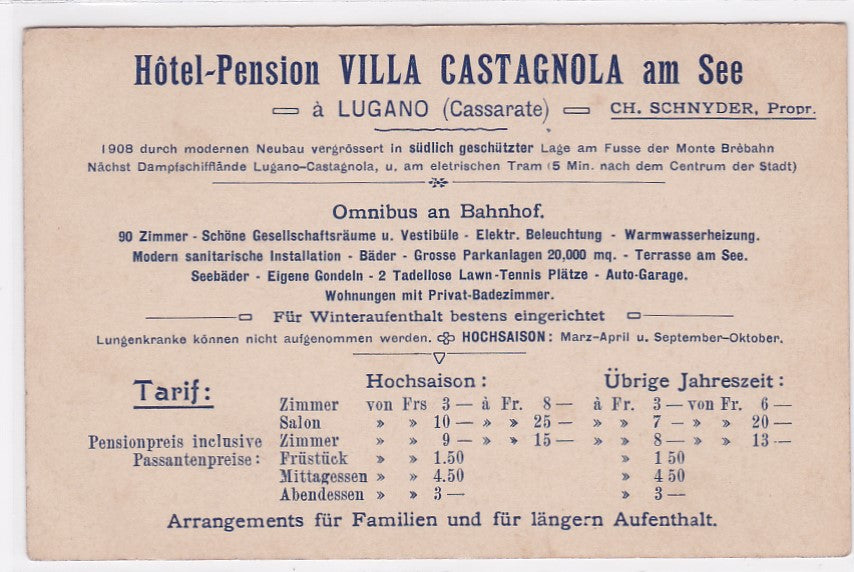 Hôtel-Pension VILLA CASTAGNOLA am See
à LUGANO (Cassarate) CH. SCHNYDER, Propr.
1908 durch modernen Neubau vergrössert in südlich geschützter Lage am Fusse der Monte Brèbahn
Nächst Dampfschifflände Lugano-Castagnola, u. am eletrischen Tram (5 Min. nach dem Centrum der Stadt)
Omnibus an Bahnhof.
90 Zimmer - Schöne Gesellschaftsräume u. Vestibüle - Elektr. Beleuchtung - Warmwasserheizung.
Modern sanitarische Installation - Bäder - Grosse Parkanlagen 20,000 mq. - Terrasse am See.
Seebäder - Eigene Gondeln - 2 Tadellose Lawn-Tennis Plätze - Auto-Garage.
Wohnungen mit Privat-Badezimmer.
Für Winteraufenthalt bestens eingerichtet
Lungenkranke können nicht aufgenommen werden. HOCHSAISON: Marz-April u. September-Oktober.
Tarif: Hochsaison: Übrige Jahreszeit:
Zimmer von Frs 3 — à Fr. 8 — à Fr. 3 — von Fr. 6 —
Salon » » 10 — » » 25 — » » 7 — » » 20 —
Pensionpreis inclusive Zimmer » » 9 — » » 15 — » » 8 — » » 13 —
Passantenpreise: Früstück » » 1.50 » 1 50
Mittagessen » » 4.50 » 4 50
Abendessen » » 3 — » 3 —
Arrangements für Familien und für längern Aufenthalt.